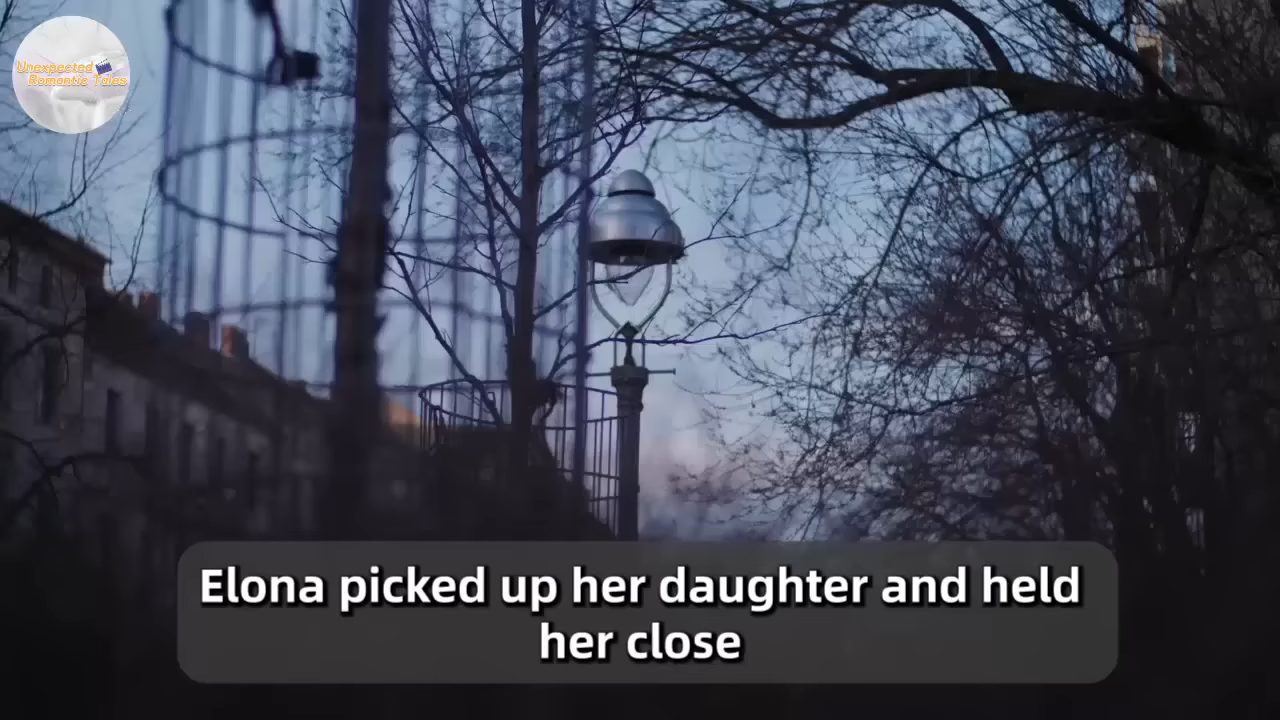 Unexpected
Romantic Tales
Elona picked up her daughter and held
her close